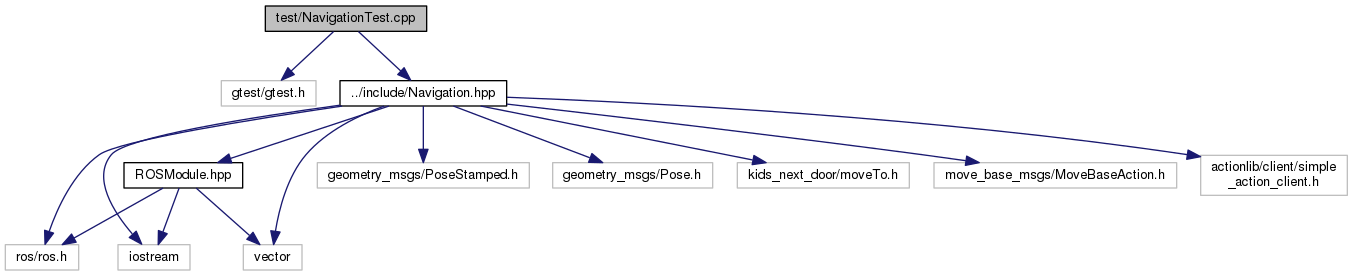 test/NavigationTest.cpp
gtest/gtest.h
../include/Navigation.hpp
ROSModule.hpp
geometry_msgs/PoseStamped.h
geometry_msgs/Pose.h
kids_next_door/moveTo.h
move_base_msgs/MoveBaseAction.h
actionlib/client/simple
_action_client.h
ros/ros.h
iostream
vector